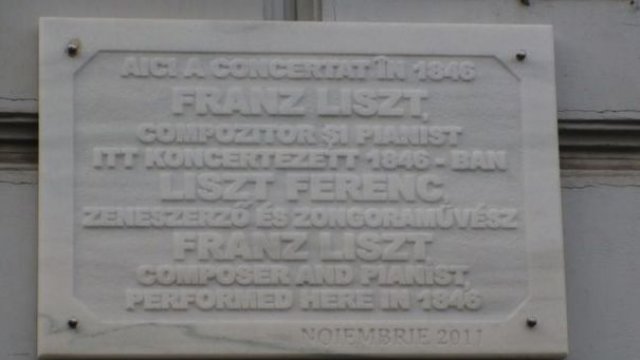 AICI A CONCERTAT ÎN 1846
FRANZ LISZT,
COMPOZITOR ŞI PIANIST
ITT KONCERTEZETT 1846 - BAN
LISZT FERENC,
ZENESZERZŐ ÉS ZONGORAMŰVÉSZ
FRANZ LISZT
COMPOSER AND PIANIST,
PERFORMED HERE IN 1846
NOIEMBRIE 2011